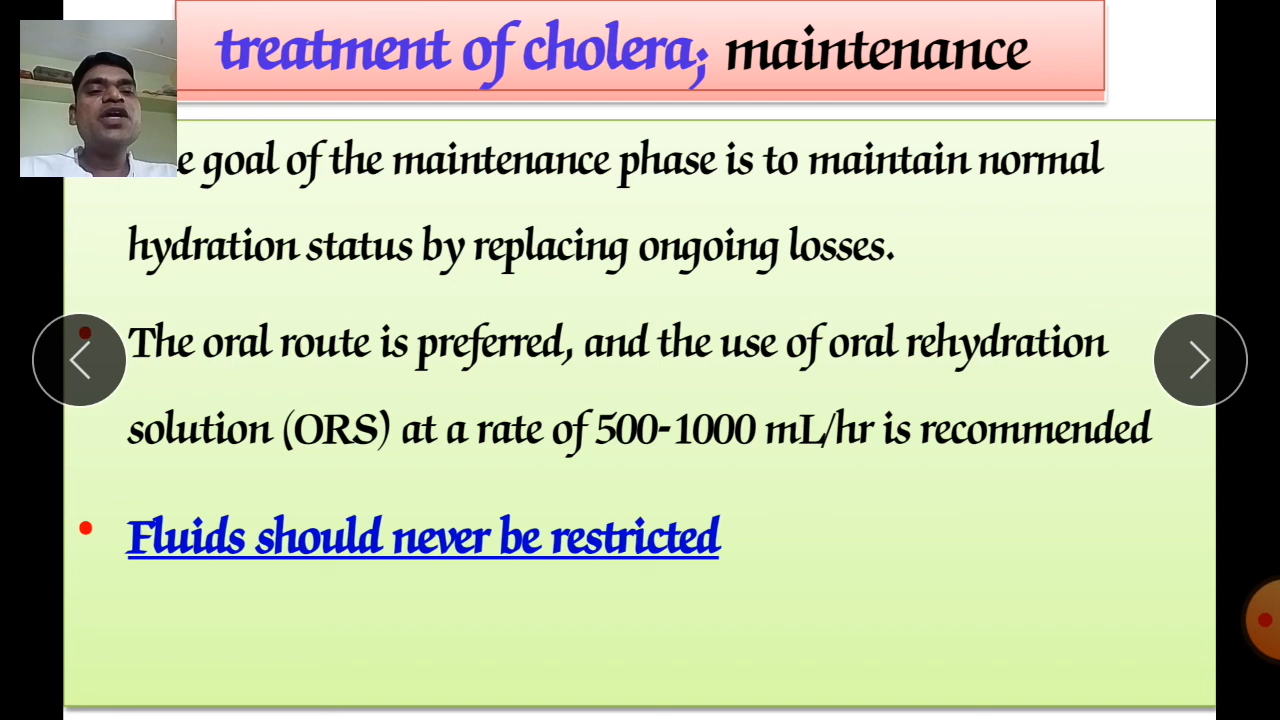 treatment of cholera; maintenance
e goal of the maintenance phase is to maintain normal
hydration status by replacing ongoing losses.
• The oral route is preferred, and the use of oral rehydration
solution (ORS) at a rate of 500-1000 mL/hr is recommended
• Fluids should never be restricted